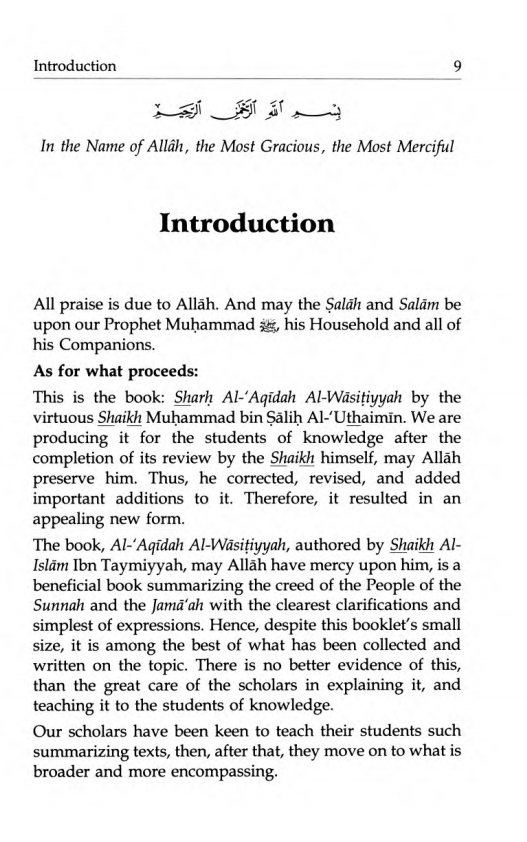 Introduction 9
بِسْمِ اللَّهِ الرَّحْمَٰنِ الرَّحِيمِ
In the Name of Allâh, the Most Gracious, the Most Merciful
Introduction
All praise is due to Allāh. And may the Ṣalāh and Salām be
upon our Prophet Muḥammad ﷺ, his Household and all of
his Companions.
As for what proceeds:
This is the book: Sharḥ Al-‘Aqīdah Al-Wāsiṭiyyah by the
virtuous Shaikh Muḥammad bin Ṣāliḥ Al-‘Uthaimīn. We are
producing it for the students of knowledge after the
completion of its review by the Shaikh himself, may Allāh
preserve him. Thus, he corrected, revised, and added
important additions to it. Therefore, it resulted in an
appealing new form.
The book, Al-‘Aqīdah Al-Wāsiṭiyyah, authored by Shaikh Al-
Islām Ibn Taymiyyah, may Allāh have mercy upon him, is a
beneficial book summarizing the creed of the People of the
Sunnah and the Jamā‘ah with the clearest clarifications and
simplest of expressions. Hence, despite this booklet's small
size, it is among the best of what has been collected and
written on the topic. There is no better evidence of this,
than the great care of the scholars in explaining it, and
teaching it to the students of knowledge.
Our scholars have been keen to teach their students such
summarizing texts, then, after that, they move on to what is
broader and more encompassing.